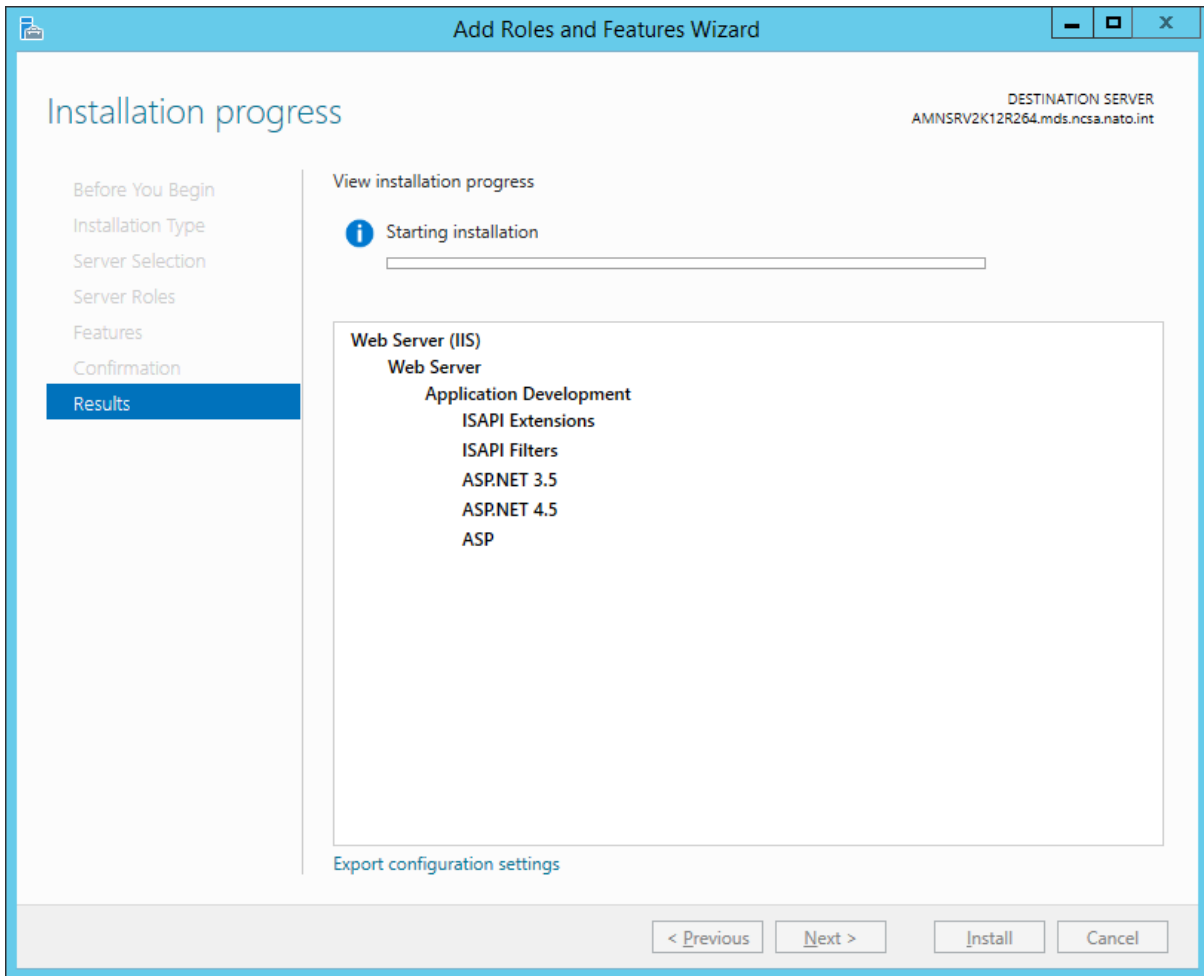 Add Roles and Features Wizard
Installation progress
DESTINATION SERVER
AMNSRV2K12R264.mds.ncsa.nato.int
Before You Begin
Installation Type
Server Selection
Server Roles
Features
Confirmation
Results
View installation progress
Starting installation
Web Server (IIS)
Web Server
Application Development
ISAPI Extensions
ISAPI Filters
ASP.NET 3.5
ASP.NET 4.5
ASP
Export configuration settings
< Previous
Next >
Install
Cancel